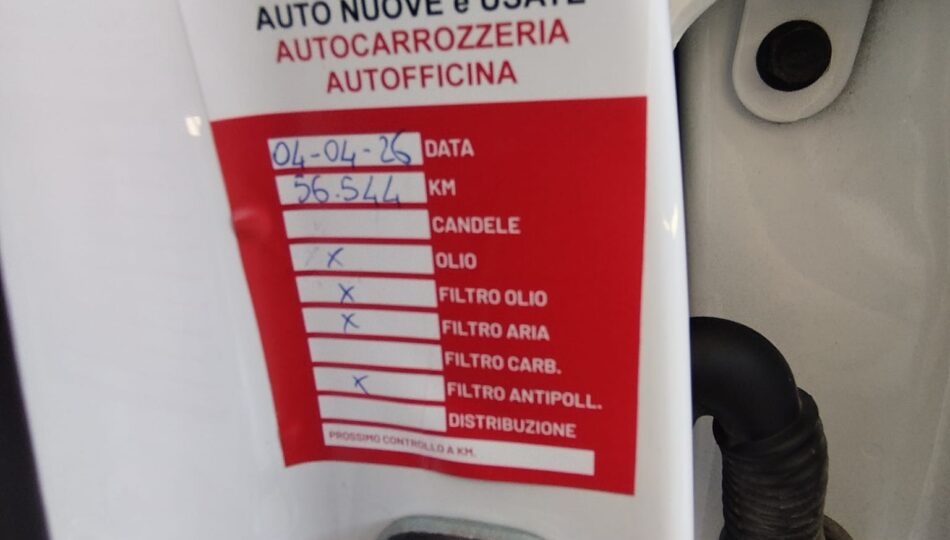 AUTO NUOVE e USATE
AUTOCARROZZERIA
AUTOFFICINA
04-04-26 DATA
56.544 KM
CANDELE
x OLIO
x FILTRO OLIO
x FILTRO ARIA
FILTRO CARB.
x FILTRO ANTIPOLL.
DISTRIBUZIONE
PROSSIMO CONTROLLO A KM.